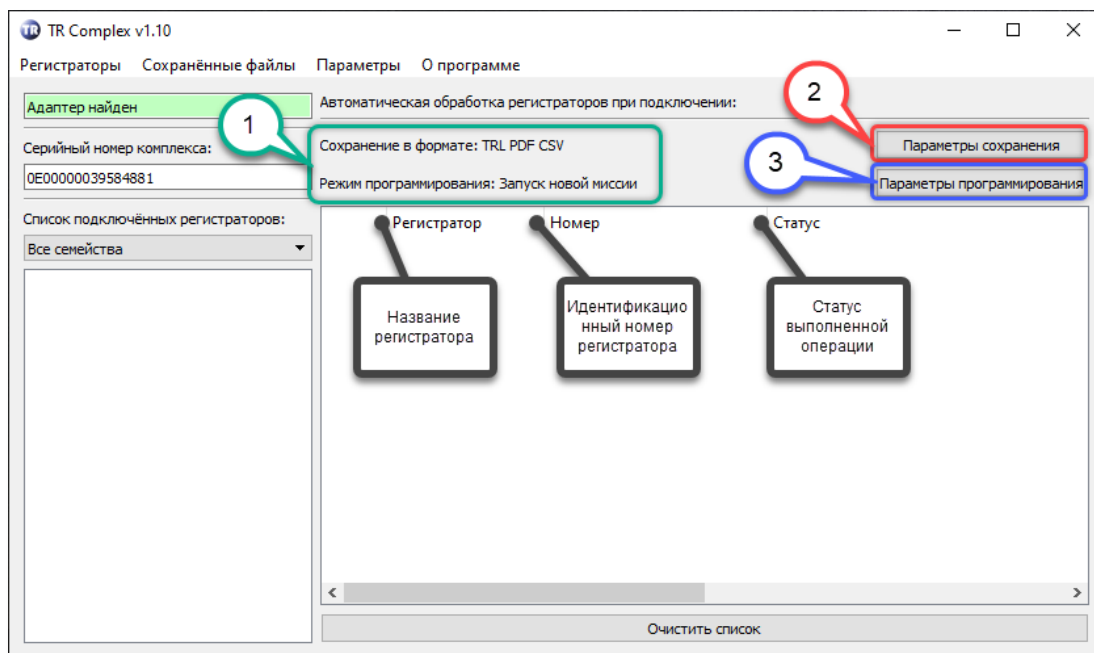 TR Complex v1.10
Регистраторы Сохранённые файлы Параметры О программе
Адаптер найден
Автоматическая обработка регистраторов при подключении:
1
2
3
Серийный номер комплекса:
Сохранение в формате: TRL PDF CSV
Параметры сохранения
0E00000039584881
Режим программирования: Запуск новой миссии
Параметры программирования
Список подключённых регистраторов:
Все семейства
Регистратор Номер Статус
Название
регистратора
Идентификацио
нный номер
регистратора
Статус
выполненной
операции
Очистить список